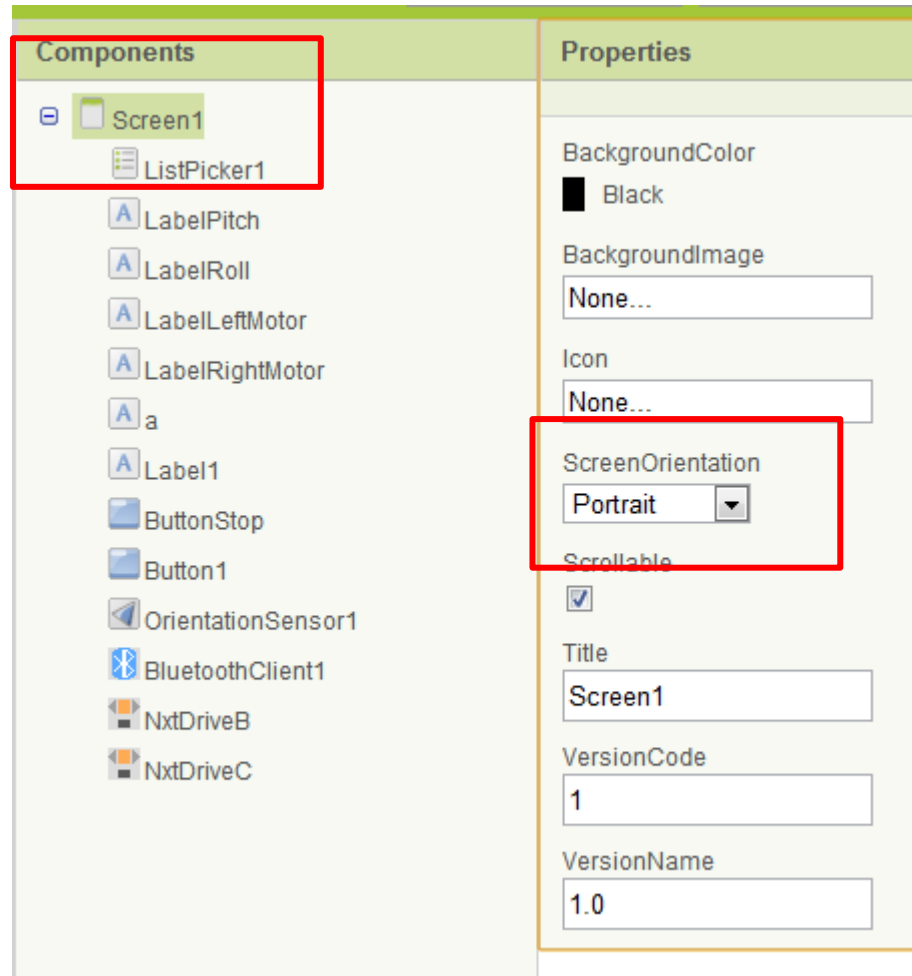 Components
Screen1
ListPicker1
LabelPitch
LabelRoll
LabelLeftMotor
LabelRightMotor
a
Label1
ButtonStop
Button1
OrientationSensor1
BluetoothClient1
NxtDriveB
NxtDriveC
Properties
BackgroundColor
Black
BackgroundImage
None...
Icon
None...
ScreenOrientation
Portrait
Scrollable
Title
Screen1
VersionCode
1
VersionName
1.0